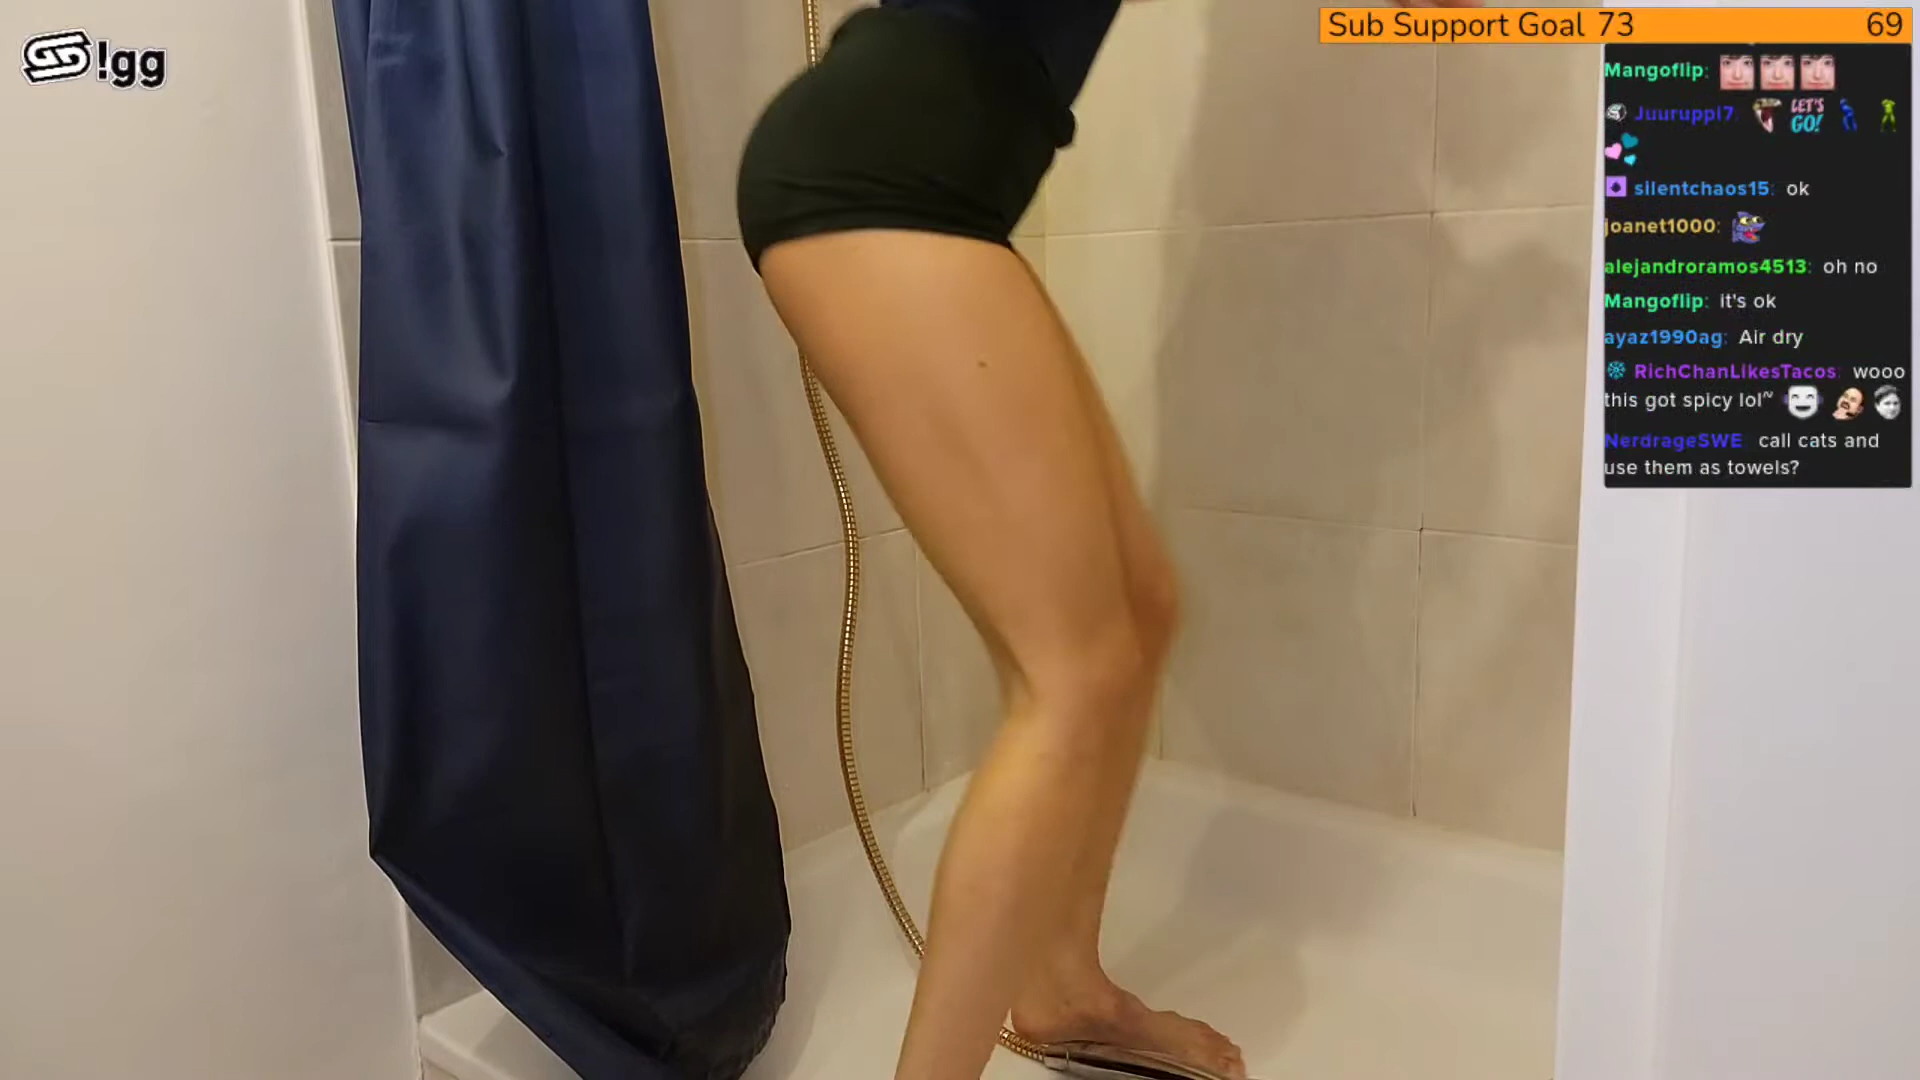 !gg
Sub Support Goal 73 69
Mangoflip:
Juuruppi7: LET'S GO!
silentchaos15: ok
joanet1000:
alejandroramos4513: oh no
Mangoflip: it's ok
ayaz1990ag: Air dry
RichChanLikesTacos: wooo
this got spicy lol~
NerdrageSWE call cats and
use them as towels?